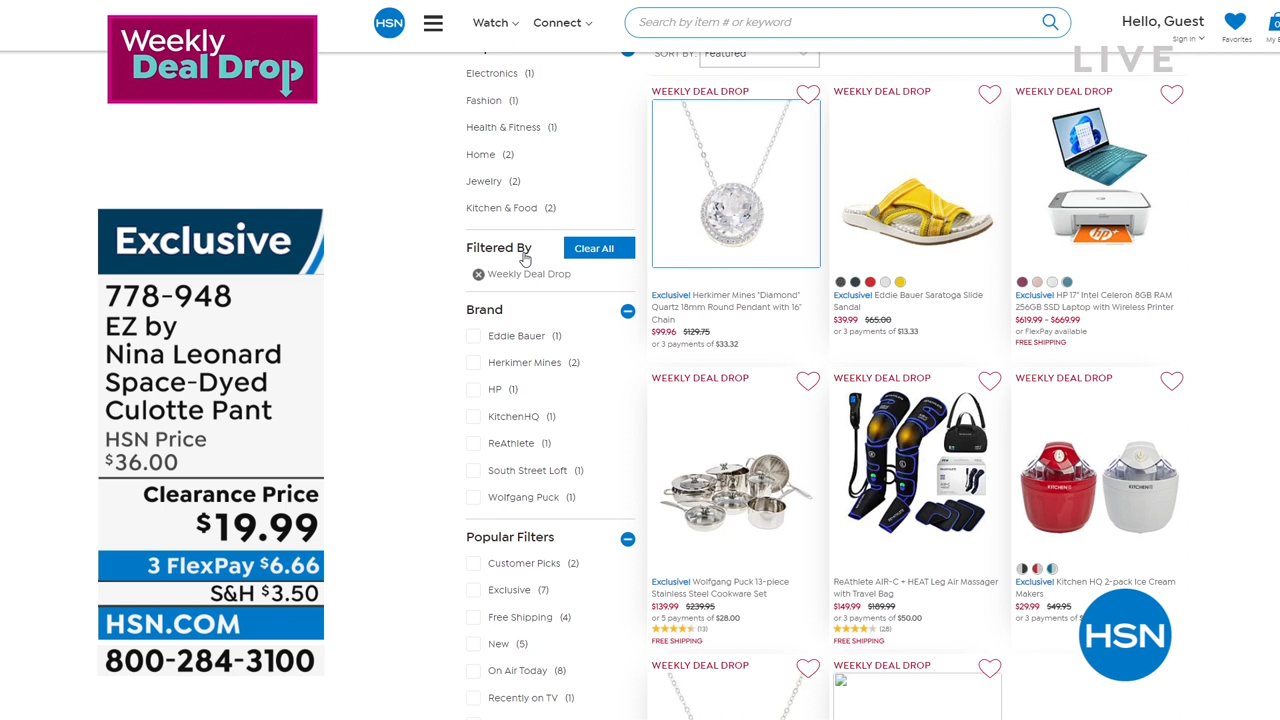 Weekly
Deal Drop
Exclusive
778-948
EZ by
Nina Leonard
Space-Dyed
Culotte Pant
HSN Price
$36.00
Clearance Price
$19.99
3 FlexPay $6.66
S&H $3.50
HSN.COM
800-284-3100
HSN
Watch
Connect
Search by item # or keyword
Hello, Guest
Sign In
Favorites
LIVE
Electronics (1)
Fashion (1)
Health & Fitness (1)
Home (2)
Jewelry (2)
Kitchen & Food (2)
Filtered By
Clear All
Weekly Deal Drop
Brand
Eddie Bauer (1)
Herkimer Mines (2)
HP (1)
KitchenHQ (1)
ReAthlete (1)
South Street Loft (1)
Wolfgang Puck (1)
Popular Filters
Customer Picks (2)
Exclusive (7)
Free Shipping (4)
New (5)
On Air Today (8)
Recently on TV (1)
SORT BY: Featured
WEEKLY DEAL DROP
Exclusive! Herkimer Mines "Diamond"
Quartz 18mm Round Pendant with 16"
Chain
$99.96 $129.75
or 3 payments of $33.32
WEEKLY DEAL DROP
Exclusive! Eddie Bauer Saratoga Slide
Sandal
$39.99 $65.00
or 3 payments of $13.33
WEEKLY DEAL DROP
hp
Exclusive! HP 17" Intel Celeron 8GB RAM
256GB SSD Laptop with Wireless Printer
$619.99 - $669.99
or FlexPay available
FREE SHIPPING
WEEKLY DEAL DROP
Exclusive! Wolfgang Puck 13-piece
Stainless Steel Cookware Set
$139.99 $239.95
or 5 payments of $28.00
(13)
FREE SHIPPING
WEEKLY DEAL DROP
ReAthlete AIR-C + HEAT Leg Air Massager
with Travel Bag
$149.99 $189.99
or 3 payments of $50.00
(28)
FREE SHIPPING
WEEKLY DEAL DROP
Exclusive! Kitchen HQ 2-pack Ice Cream
Makers
$29.99 $49.95
or 3 payments of
WEEKLY DEAL DROP
WEEKLY DEAL DROP
HSN